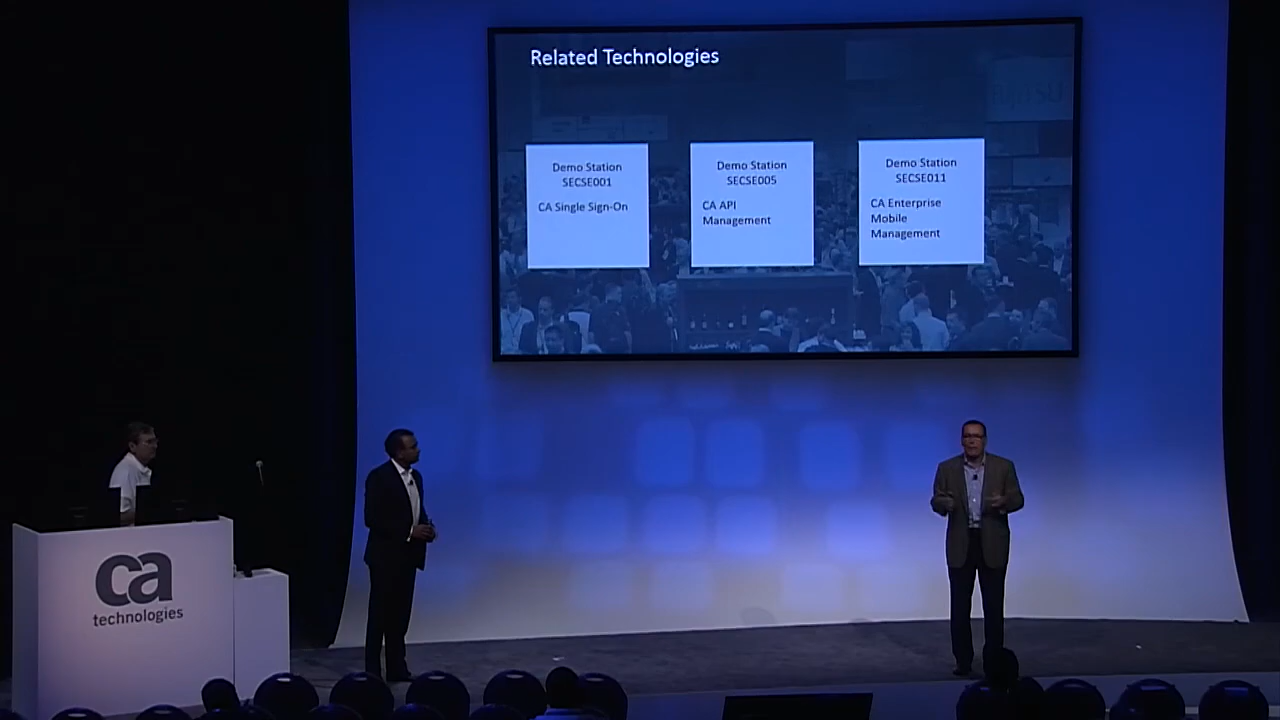 Related Technologies
Demo Station
SECSE001
CA Single Sign-On
Demo Station
SECSE005
CA API
Management
Demo Station
SECSE011
CA Enterprise
Mobile
Management
ca
technologies